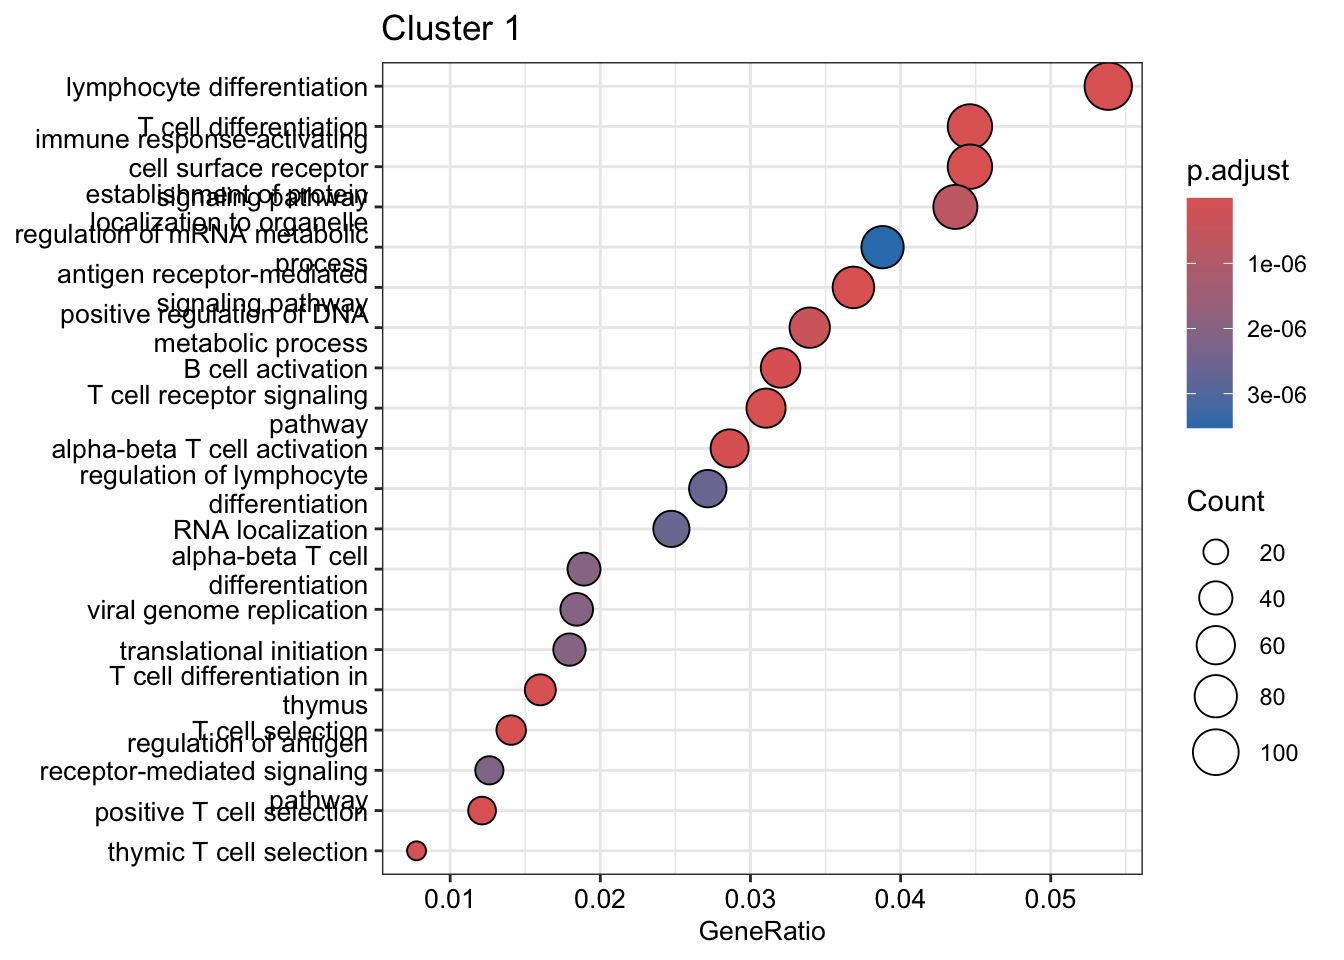 Cluster 1
lymphocyte differentiation
T cell differentiation
immune response-activating
cell surface receptor
signaling pathway
establishment of protein
localization to organelle
regulation of mRNA metabolic
process
antigen receptor-mediated
signaling pathway
positive regulation of DNA
metabolic process
B cell activation
T cell receptor signaling
pathway
alpha-beta T cell activation
regulation of lymphocyte
differentiation
RNA localization
alpha-beta T cell
differentiation
viral genome replication
translational initiation
T cell differentiation in
thymus
T cell selection
regulation of antigen
receptor-mediated signaling
pathway
positive T cell selection
thymic T cell selection
0.01
0.02
0.03
0.04
0.05
GeneRatio
p.adjust
1e-06
2e-06
3e-06
Count
20
40
60
80
100